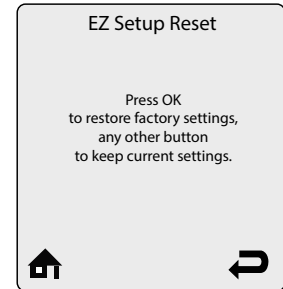 EZ Setup Reset
Press OK
to restore factory settings,
any other button
to keep current settings.